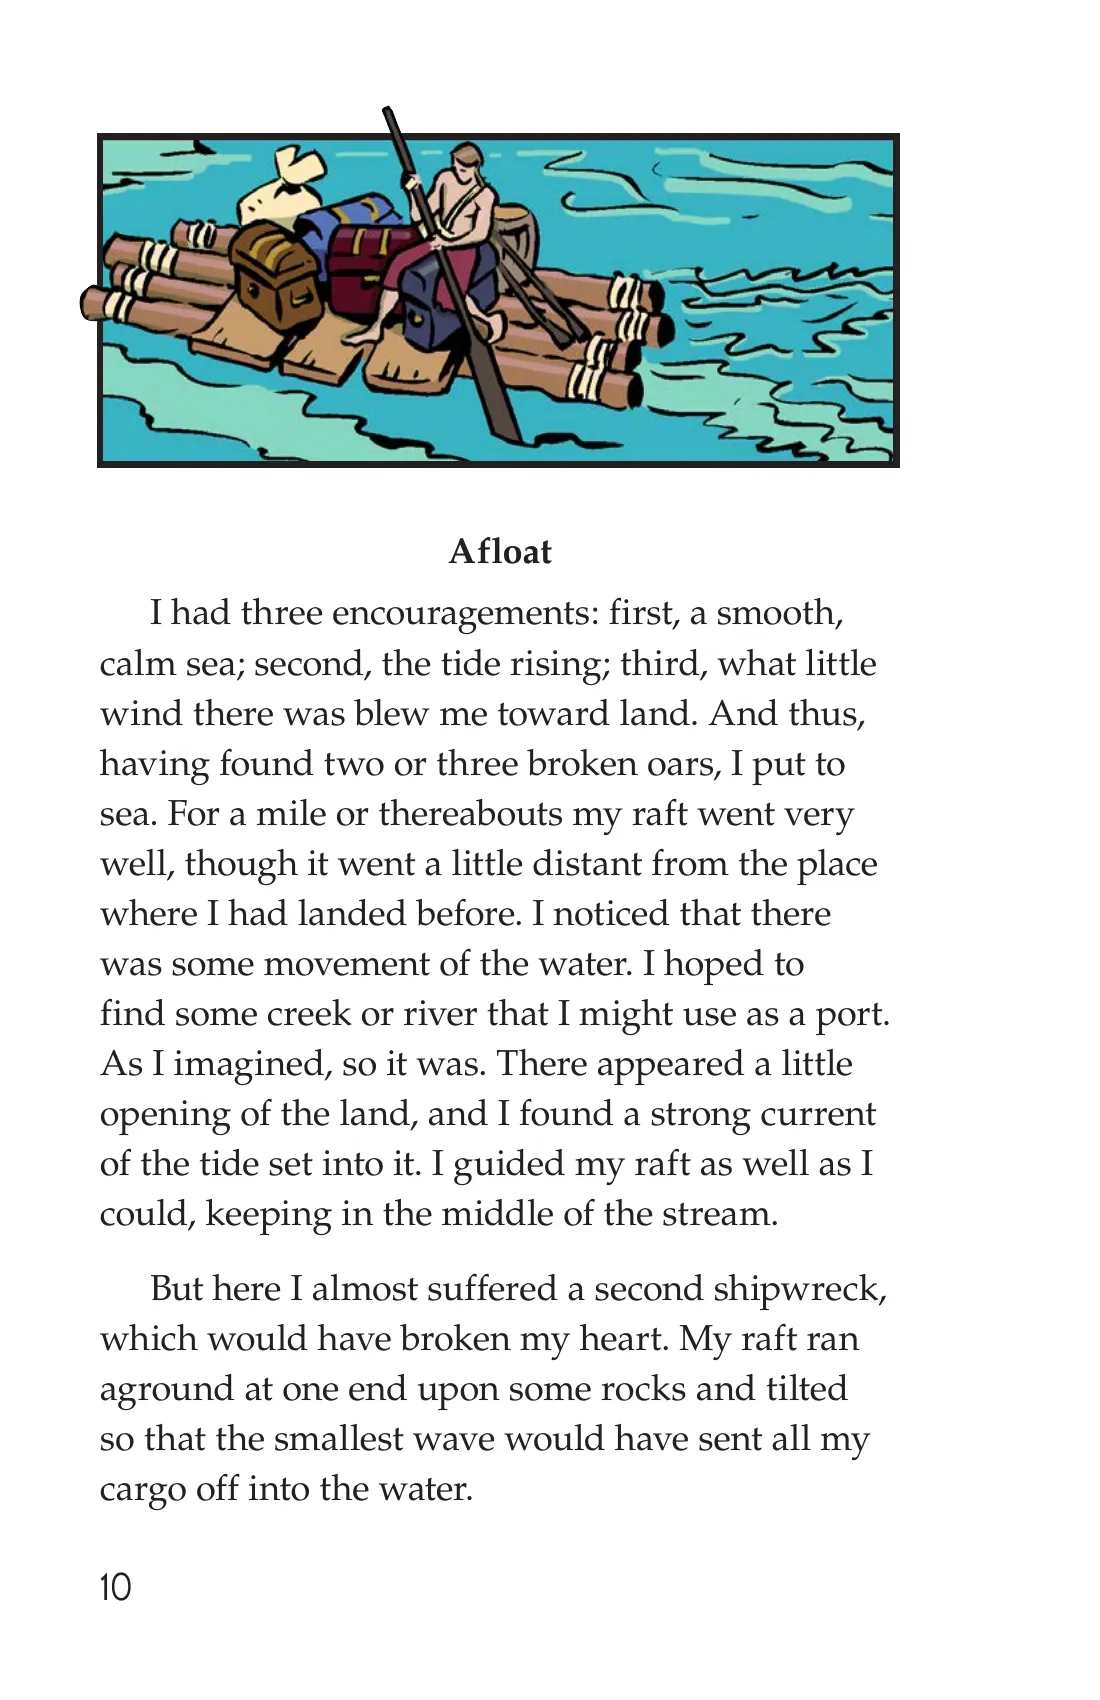 Afloat
I had three encouragements: first, a smooth,
calm sea; second, the tide rising; third, what little
wind there was blew me toward land. And thus,
having found two or three broken oars, I put to
sea. For a mile or thereabouts my raft went very
well, though it went a little distant from the place
where I had landed before. I noticed that there
was some movement of the water. I hoped to
find some creek or river that I might use as a port.
As I imagined, so it was. There appeared a little
opening of the land, and I found a strong current
of the tide set into it. I guided my raft as well as I
could, keeping in the middle of the stream.
But here I almost suffered a second shipwreck,
which would have broken my heart. My raft ran
aground at one end upon some rocks and tilted
so that the smallest wave would have sent all my
cargo off into the water.
10